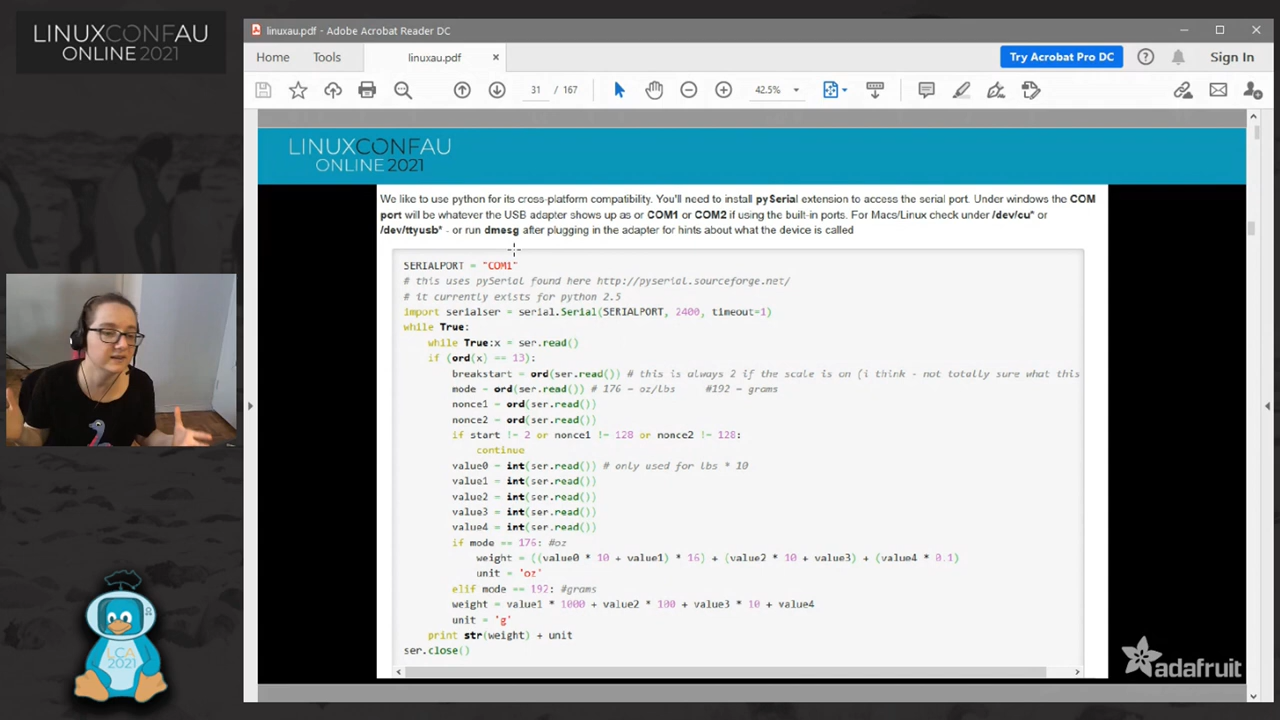 LINUXCONFAU
ONLINE 2021
linuxau.pdf - Adobe Acrobat Reader DC
Home Tools linuxau.pdf × Try Acrobat Pro DC Sign In
31 / 167 42.5%
LINUXCONFAU
ONLINE 2021
We like to use python for its cross-platform compatibility. You'll need to install pySerial extension to access the serial port. Under windows the COM
port will be whatever the USB adapter shows up as or COM1 or COM2 if using the built-in ports. For Macs/Linux check under /dev/cu* or
/dev/ttyusb* - or run dmesg after plugging in the adapter for hints about what the device is called
SERIALPORT = "COM1"
# this uses pySerial found here http://pyserial.sourceforge.net/
# it currently exists for python 2.5
import serialser = serial.Serial(SERIALPORT, 2400, timeout=1)
while True:
while True:x = ser.read()
if (ord(x) == 13):
breakstart = ord(ser.read()) # this is always 2 if the scale is on (i think - not totally sure what this
mode = ord(ser.read()) # 176 = oz/lbs #192 = grams
nonce1 = ord(ser.read())
nonce2 = ord(ser.read())
if start != 2 or nonce1 != 128 or nonce2 != 128:
continue
value0 = int(ser.read()) # only used for lbs * 10
value1 = int(ser.read())
value2 = int(ser.read())
value3 = int(ser.read())
value4 = int(ser.read())
if mode == 176: #oz
weight = ((value0 * 10 + value1) * 16) + (value2 * 10 + value3) + (value4 * 0.1)
unit = 'oz'
elif mode == 192: #grams
weight = value1 * 1000 + value2 * 100 + value3 * 10 + value4
unit = 'g'
print str(weight) + unit
ser.close()
adafruit
LCA
2021